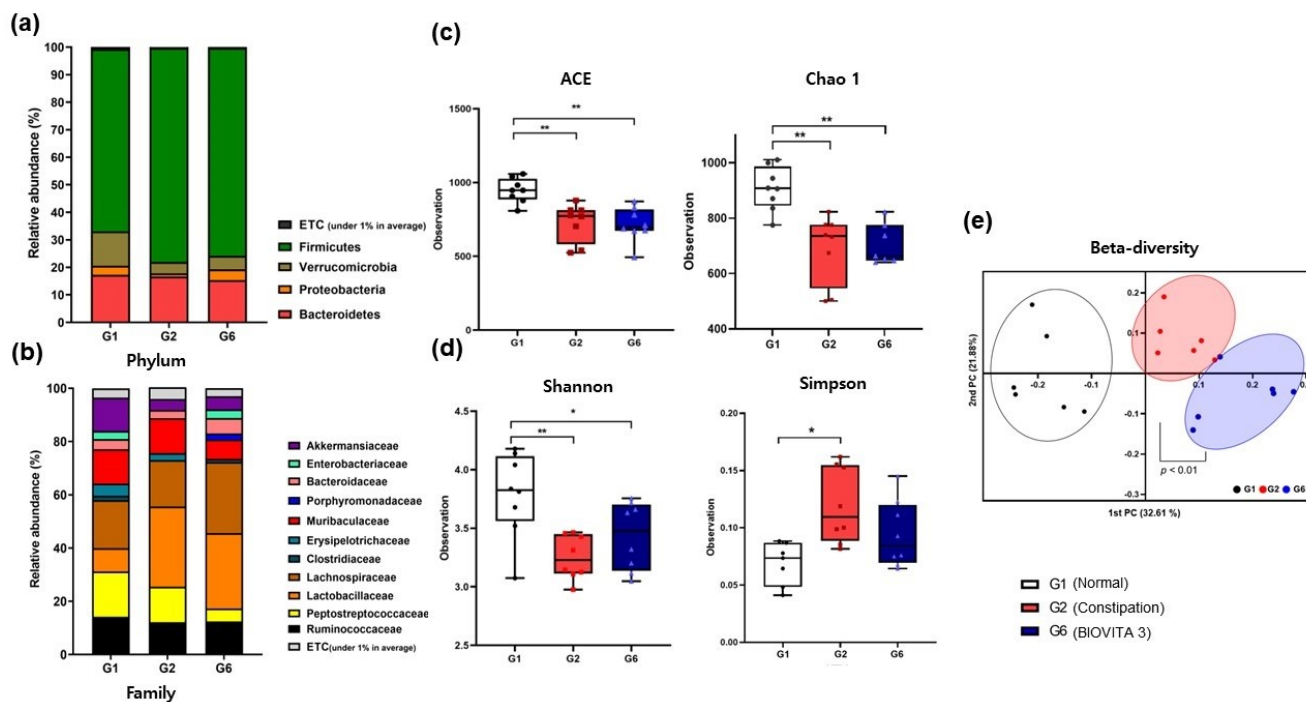 (a)
Relative abundance (%)
100
90
80
70
60
50
40
30
20
10
0
G1 G2 G6
Phylum
ETC (under 1% in average)
Firmicutes
Verrucomicrobia
Proteobacteria
Bacteroidetes
(b)
Relative abundance (%)
100
80
60
40
20
0
G1 G2 G6
Family
Akkermansiaceae
Enterobacteriaceae
Bacteroidaceae
Porphyromonadaceae
Muribaculaceae
Erysipelotrichaceae
Clostridiaceae
Lachnospiraceae
Lactobacillaceae
Peptostreptococcaceae
Ruminococcaceae
ETC(under 1% in average)
(c)
ACE
Observation
1500
1000
500
0
**
**
G1 G2 G6
Chao 1
Observation
1000
800
600
400
**
**
G1 G2 G6
(d)
Shannon
Observation
4.5
4.0
3.5
3.0
2.5
*
**
G1 G2 G6
Simpson
Observation
0.20
0.15
0.10
0.05
0.00
*
G1 G2 G6
(e)
Beta-diversity
2nd PC (21.88%)
0.2
0.1
-0.1
-0.2
-0.3
-0.2 -0.1 0.1 0.2
p < 0.01
G1 G2 G6
1st PC (32.61 %)
G1 (Normal)
G2 (Constipation)
G6 (BIOVITA 3)